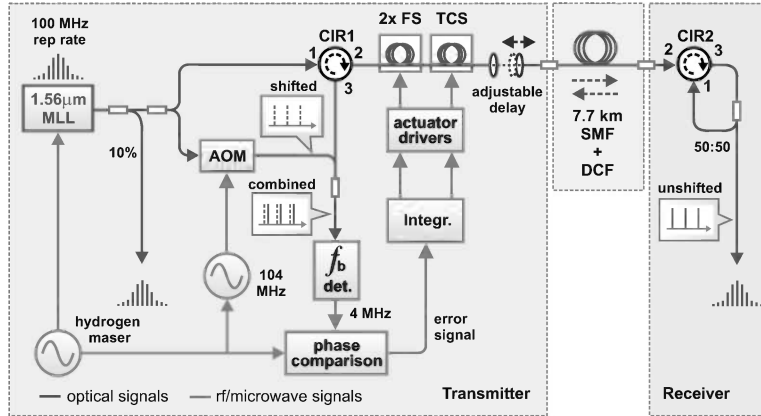 100 MHz
rep rate
1.56µm
MLL
10%
shifted
AOM
combined
104
MHz
hydrogen
maser
1
CIR1
2
3
2x FS
TCS
adjustable
delay
actuator
drivers
Integr.
fb
det.
4 MHz
error
signal
phase
comparison
7.7 km
SMF
+
DCF
CIR2
2
3
1
50:50
unshifted
optical signals
rf/microwave signals
Transmitter
Receiver